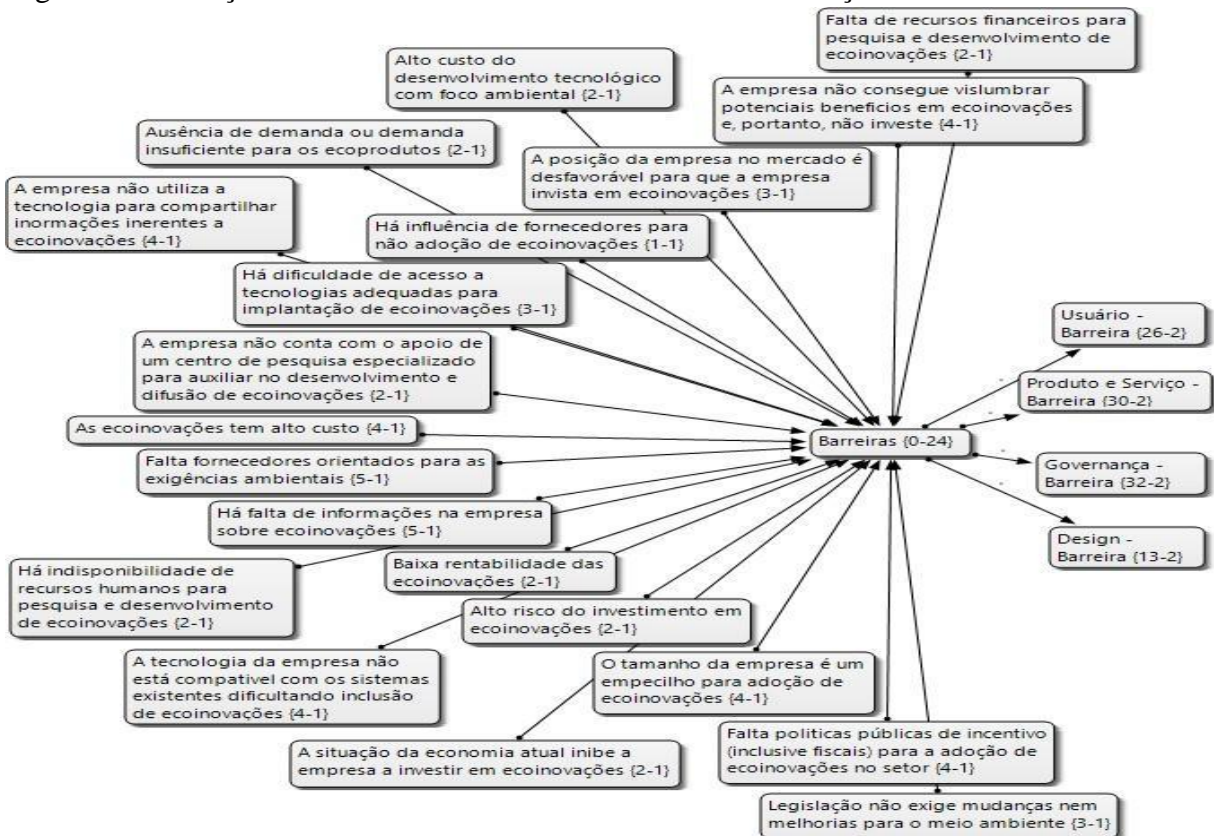 Falta de recursos financeiros para
pesquisa e desenvolvimento de
ecoinovações {2-1}
Alto custo do
desenvolvimento tecnológico
com foco ambiental {2-1}
A empresa não consegue vislumbrar
potenciais beneficios em ecoinovações
e, portanto, não investe {4-1}
Ausência de demanda ou demanda
insuficiente para os ecoprodutos {2-1}
A posição da empresa no mercado é
desfavorável para que a empresa
invista em ecoinovações {3-1}
A empresa não utiliza a
tecnologia para compartilhar
inormações inerentes a
ecoinovações {4-1}
Há influência de fornecedores para
não adoção de ecoinovações {1-1}
Há dificuldade de acesso a
tecnologias adequadas para
implantação de ecoinovações {3-1}
Usuário -
Barreira {26-2}
A empresa não conta com o apoio de
um centro de pesquisa especializado
para auxiliar no desenvolvimento e
difusão de ecoinovações {2-1}
Produto e Serviço -
Barreira {30-2}
As ecoinovações tem alto custo {4-1}
Barreiras {0-24}
Falta fornecedores orientados para as
exigências ambientais {5-1}
Governança -
Barreira {32-2}
Há falta de informações na empresa
sobre ecoinovações {5-1}
Design -
Barreira {13-2}
Baixa rentabilidade das
ecoinovações {2-1}
Há indisponibilidade de
recursos humanos para
pesquisa e desenvolvimento
de ecoinovações {2-1}
Alto risco do investimento em
ecoinovações {2-1}
A tecnologia da empresa não
está compativel com os sistemas
existentes dificultando inclusão
de ecoinovações {4-1}
O tamanho da empresa é um
empecilho para adoção de
ecoinovações {4-1}
A situação da economia atual inibe a
empresa a investir em ecoinovações {2-1}
Falta politicas públicas de incentivo
(inclusive fiscais) para a adoção de
ecoinovações no setor {4-1}
Legislação não exige mudanças nem
melhorias para o meio ambiente {3-1}